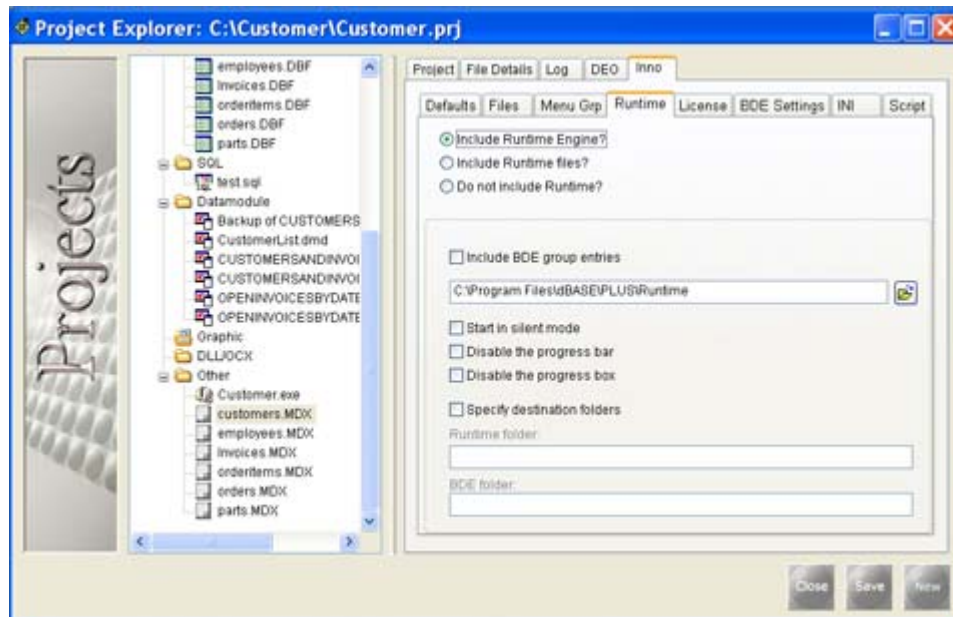 Project Explorer: C:\Customer\Customer.prj
Projects
employees.DBF
Invoices.DBF
orderitems.DBF
orders.DBF
parts.DBF
SQL
test.sql
Datamodule
Backup of CUSTOMERS
CustomerList.dmd
CUSTOMERSANDINVOI
CUSTOMERSANDINVOI
OPENINVOICESBYDATE
OPENINVOICESBYDATE
Graphic
DLL/OCX
Other
Customer.exe
customers.MDX
employees.MDX
Invoices.MDX
orderitems.MDX
orders.MDX
parts.MDX
Project File Details Log DEO Inno
Defaults Files Menu Grp Runtime License BDE Settings INI Script
Include Runtime Engine?
Include Runtime files?
Do not include Runtime?
Include BDE group entries
C:\Program Files\dBASE\PLUS\Runtime
Start in silent mode
Disable the progress bar
Disable the progress box
Specify destination folders
Runtime folder:
BDE folder:
Close Save New